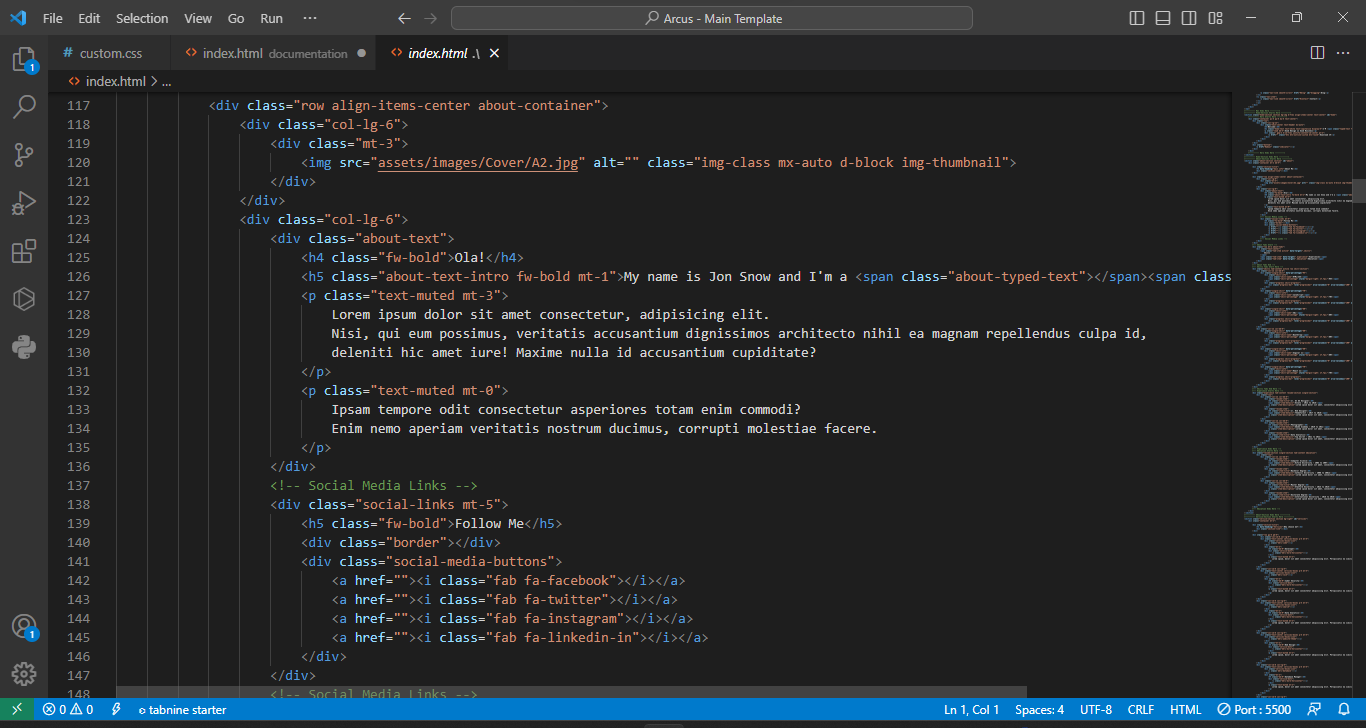 File Edit Selection View Go Run ···
Arcus - Main Template
# custom.css
<> index.html documentation ●
<> index.html .\ ×
<> index.html > ...
117 <div class="row align-items-center about-container">
118 <div class="col-lg-6">
119 <div class="mt-3">
120 <img src="assets/images/Cover/A2.jpg" alt="" class="img-class mx-auto d-block img-thumbnail">
121 </div>
122 </div>
123 <div class="col-lg-6">
124 <div class="about-text">
125 <h4 class="fw-bold">Ola!</h4>
126 <h5 class="about-text-intro fw-bold mt-1">My name is Jon Snow and I'm a <span class="about-typed-text"></span><span class
127 <p class="text-muted mt-3">
128 Lorem ipsum dolor sit amet consectetur, adipisicing elit.
129 Nisi, qui eum possimus, veritatis accusantium dignissimos architecto nihil ea magnam repellendus culpa id,
130 deleniti hic amet iure! Maxime nulla id accusantium cupiditate?
131 </p>
132 <p class="text-muted mt-0">
133 Ipsam tempore odit consectetur asperiores totam enim commodi?
134 Enim nemo aperiam veritatis nostrum ducimus, corrupti molestiae facere.
135 </p>
136 </div>
137 <!-- Social Media Links -->
138 <div class="social-links mt-5">
139 <h5 class="fw-bold">Follow Me</h5>
140 <div class="border"></div>
141 <div class="social-media-buttons">
142 <a href=""><i class="fab fa-facebook"></i></a>
143 <a href=""><i class="fab fa-twitter"></i></a>
144 <a href=""><i class="fab fa-instagram"></i></a>
145 <a href=""><i class="fab fa-linkedin-in"></i></a>
146 </div>
147 </div>
148 <!-- Social Media Links -->
1
1
0 0 tabnine starter Ln 1, Col 1 Spaces: 4 UTF-8 CRLF HTML Port : 5500